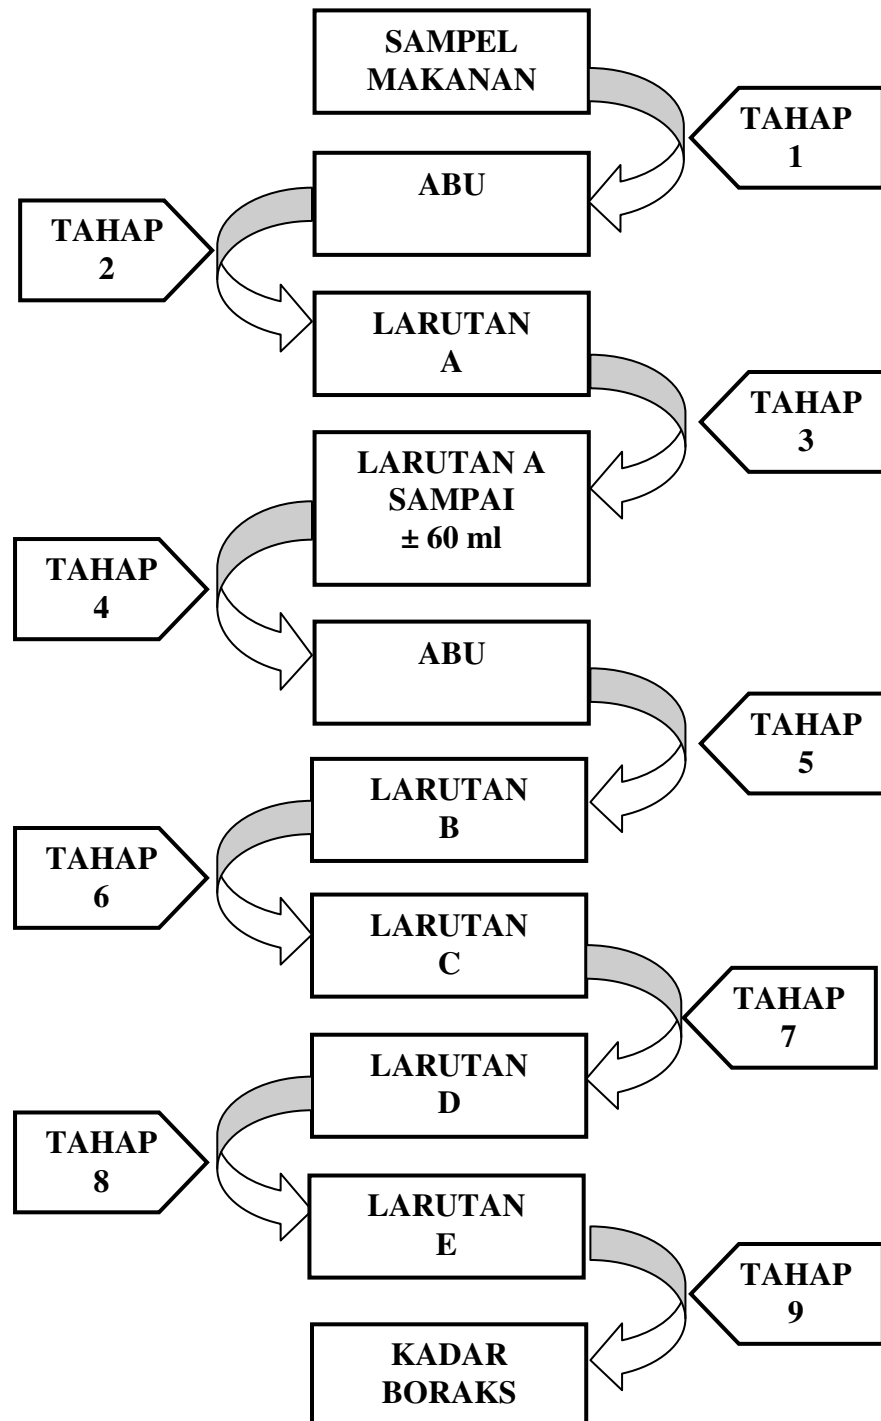 SAMPEL
MAKANAN
TAHAP
1
ABU
TAHAP
2
LARUTAN
A
TAHAP
3
LARUTAN A
SAMPAI
± 60 ml
TAHAP
4
ABU
TAHAP
5
LARUTAN
B
TAHAP
6
LARUTAN
C
TAHAP
7
LARUTAN
D
TAHAP
8
LARUTAN
E
TAHAP
9
KADAR
BORAKS